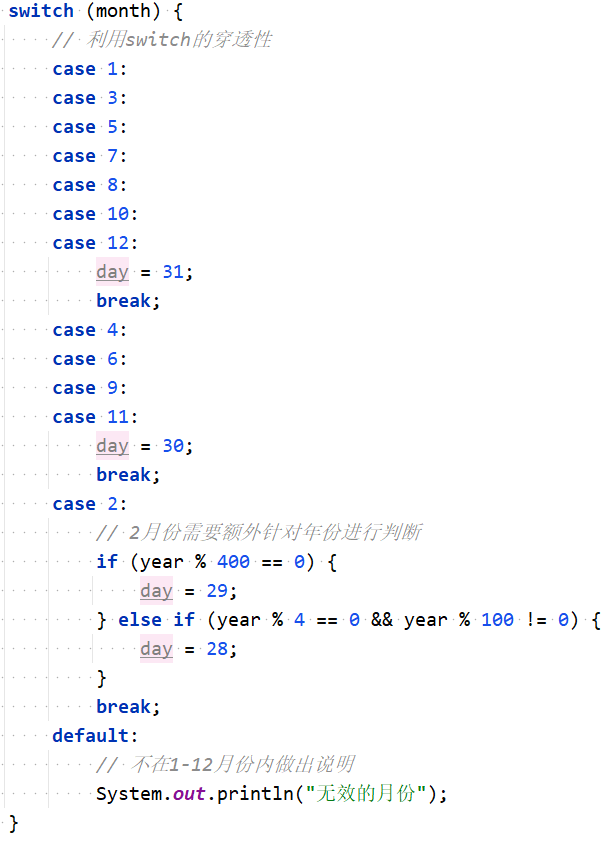 switch (month) {
// 利用switch的穿透性
case 1:
case 3:
case 5:
case 7:
case 8:
case 10:
case 12:
day = 31;
break;
case 4:
case 6:
case 9:
case 11:
day = 30;
break;
case 2:
// 2月份需要额外针对年份进行判断
if (year % 400 == 0) {
day = 29;
} else if (year % 4 == 0 && year % 100 != 0) {
day = 28;
}
break;
default:
// 不在1-12月份内做出说明
System.out.println("无效的月份");
}